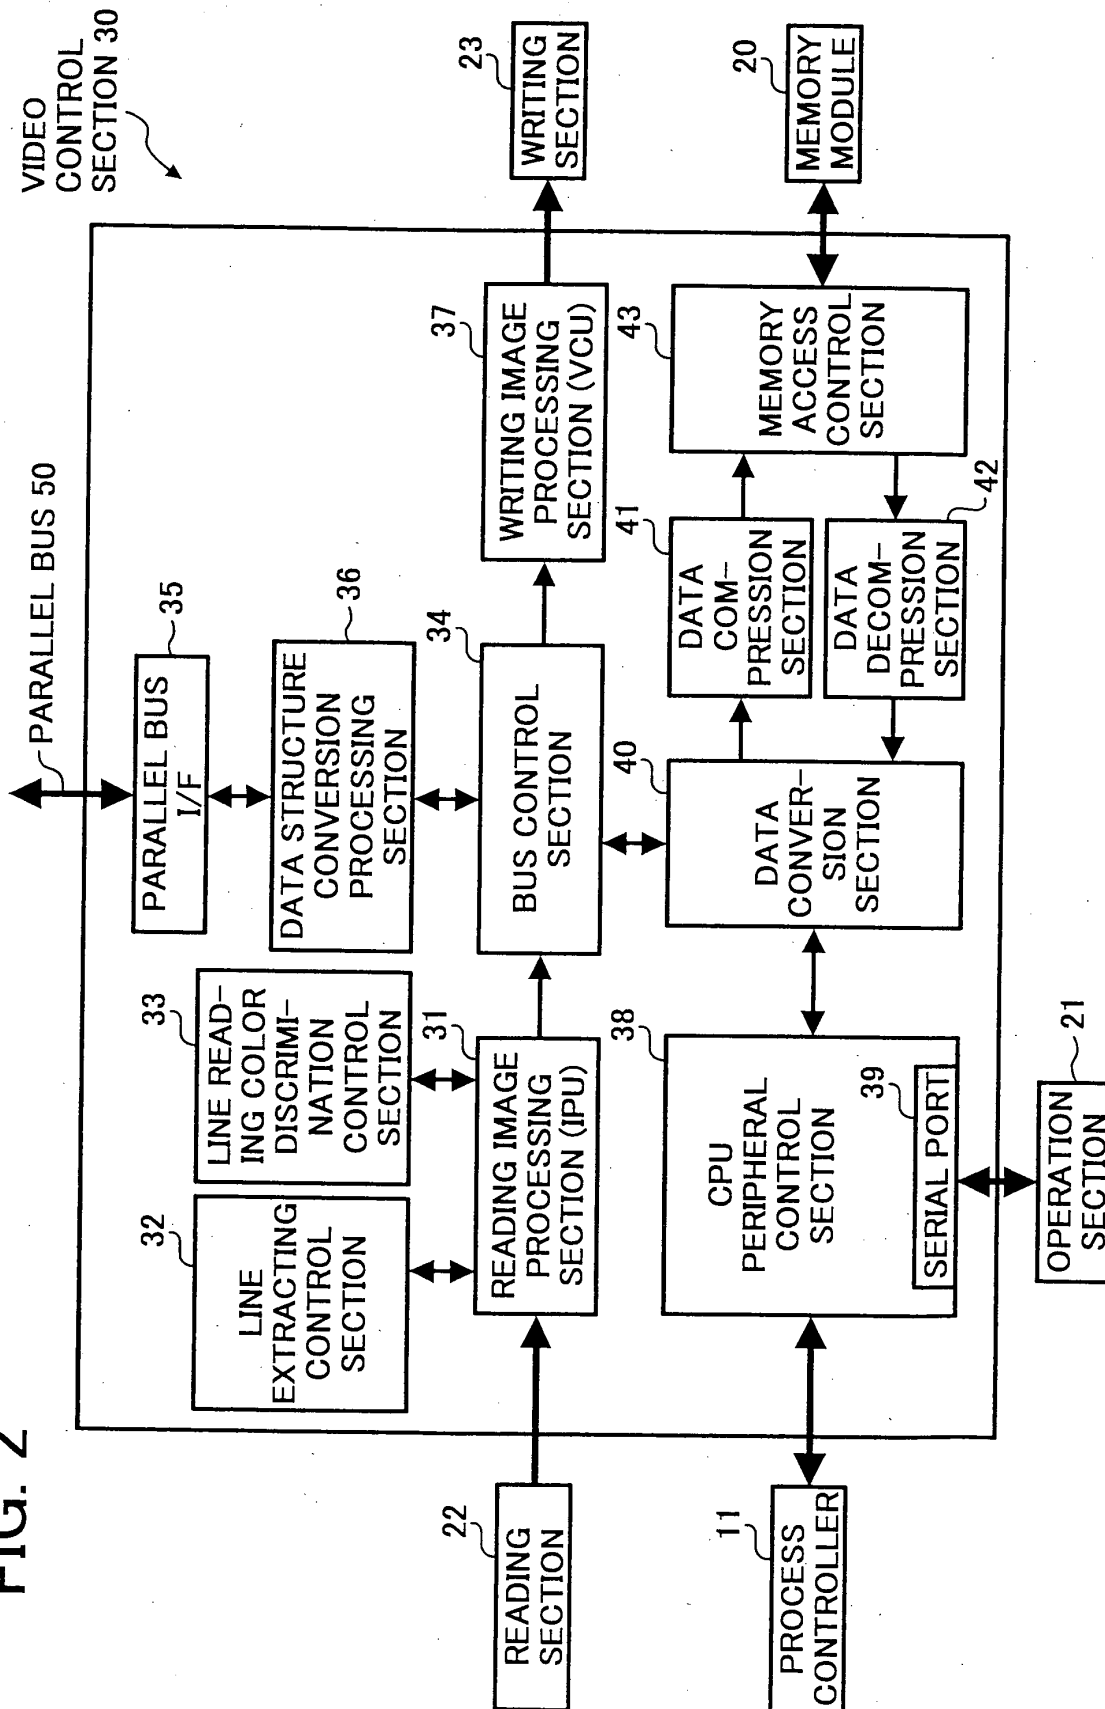 FIG. 2
VIDEO
CONTROL
SECTION 30
PARALLEL BUS 50
35
PARALLEL BUS
I/F
36
DATA STRUCTURE
CONVERSION
PROCESSING
SECTION
33
LINE READ-
ING COLOR
DISCRIMI-
NATION
CONTROL
SECTION
32
LINE
EXTRACTING
CONTROL
SECTION
22
READING
SECTION
31
READING IMAGE
PROCESSING
SECTION (IPU)
34
BUS CONTROL
SECTION
37
WRITING IMAGE
PROCESSING
SECTION (VCU)
23
WRITING
SECTION
11
PROCESS
CONTROLLER
38
CPU
PERIPHERAL
CONTROL
SECTION
39
SERIAL PORT
40
DATA
CONVER-
SION
SECTION
41
DATA
COM-
PRESSION
SECTION
DATA
DECOM-
PRESSION
SECTION
42
43
MEMORY
ACCESS
CONTROL
SECTION
20
MEMORY
MODULE
21
OPERATION
SECTION